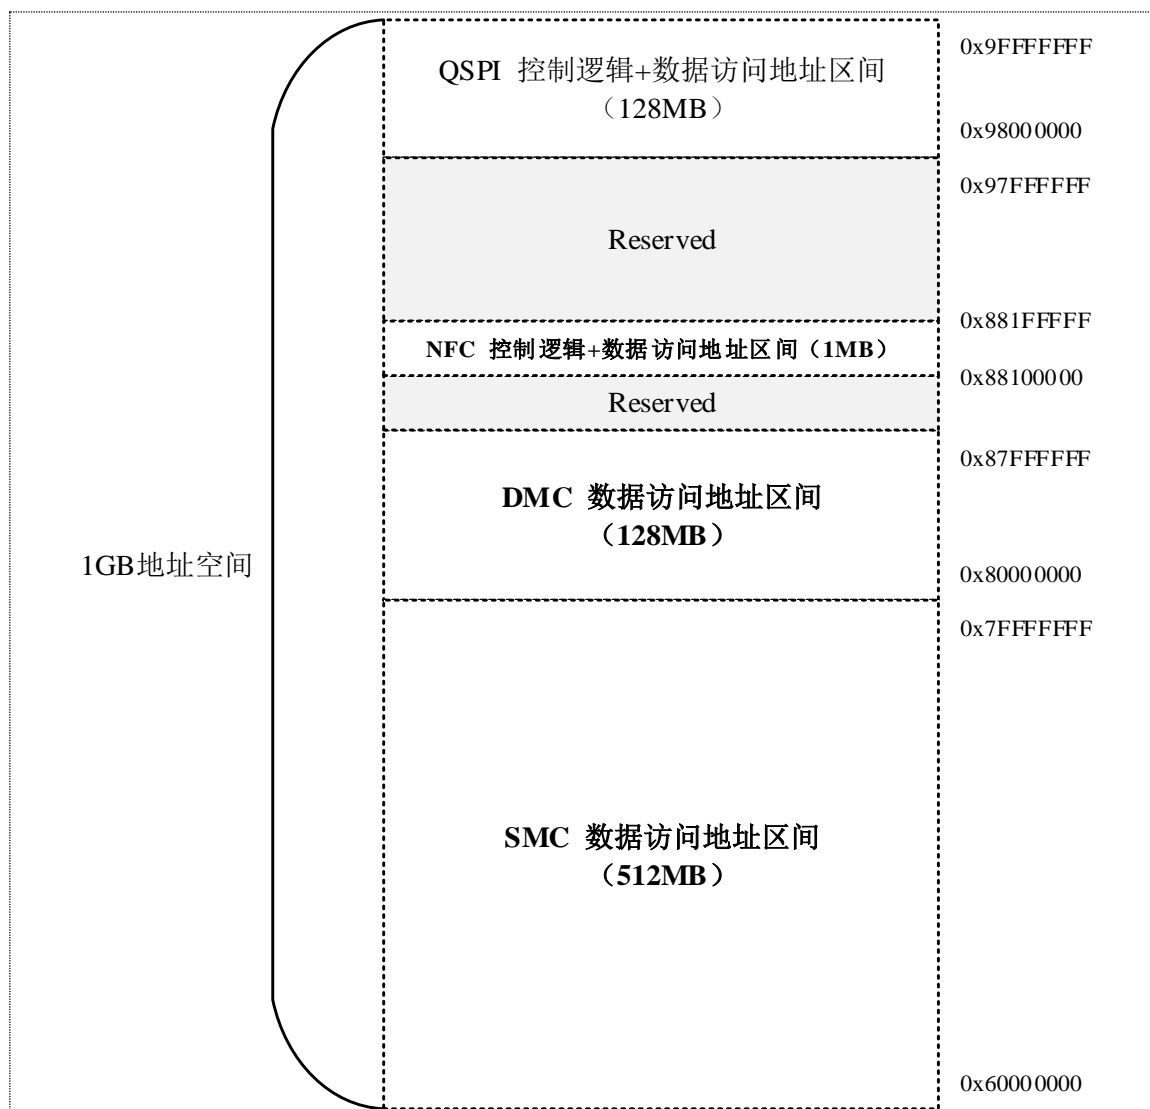 0x9FFFFFFF
QSPI 控制逻辑+数据访问地址区间
（128MB）
0x98000000
0x97FFFFFF
Reserved
0x881FFFFF
NFC 控制逻辑+数据访问地址区间（1MB）
0x88100000
Reserved
0x87FFFFFF
DMC 数据访问地址区间
（128MB）
1GB地址空间
0x80000000
0x7FFFFFFF
SMC 数据访问地址区间
（512MB）
0x60000000